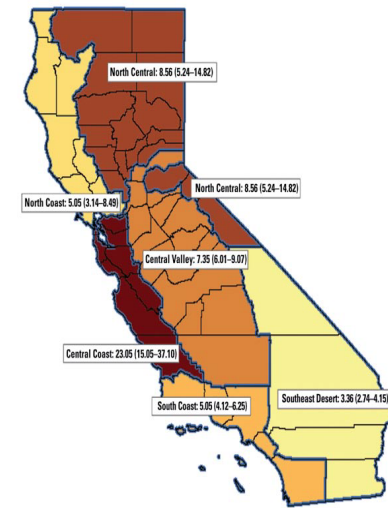 North Central: 8.56 (5.24–14.82)
North Central: 8.56 (5.24–14.82)
North Coast: 5.05 (3.14–8.49)
Central Valley: 7.35 (6.01–9.07)
Central Coast: 23.05 (15.05–37.10)
Southeast Desert: 3.36 (2.74–4.15)
South Coast: 5.05 (4.12–6.25)